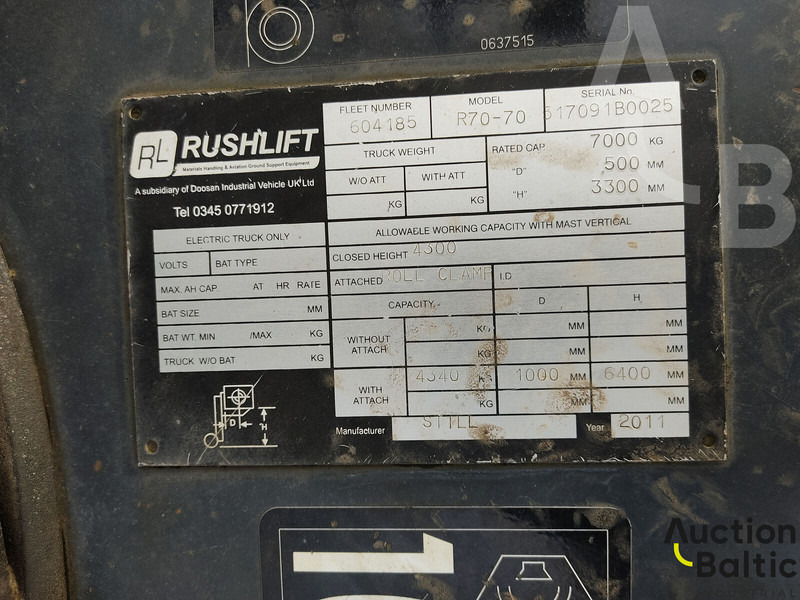 0637515
RL RUSHLIFT
Materials Handling & Aviation Ground Support Equipment
A subsidiary of Doosan Industrial Vehicle UK Ltd
Tel 0345 0771912
FLEET NUMBER 604185
MODEL R70-70
SERIAL No. 517091B0025
TRUCK WEIGHT
W/O ATT WITH ATT
KG KG
RATED CAP 7000 KG
"D" 500 MM
"H" 3300 MM
ELECTRIC TRUCK ONLY
VOLTS BAT TYPE
MAX. AH CAP. AT HR RATE
BAT SIZE MM
BAT WT. MIN /MAX KG
TRUCK W/O BAT KG
D H
ALLOWABLE WORKING CAPACITY WITH MAST VERTICAL
CLOSED HEIGHT 4300
ATTACHED ROLL CLAMP I.D
CAPACITY D H
WITHOUT ATTACH KG MM MM
KG MM MM
WITH ATTACH 4340 KG 1000 MM 6400 MM
KG MM MM
Manufacturer STILL Year 2011
AB
Auction
Baltic
INDUSTRIAL